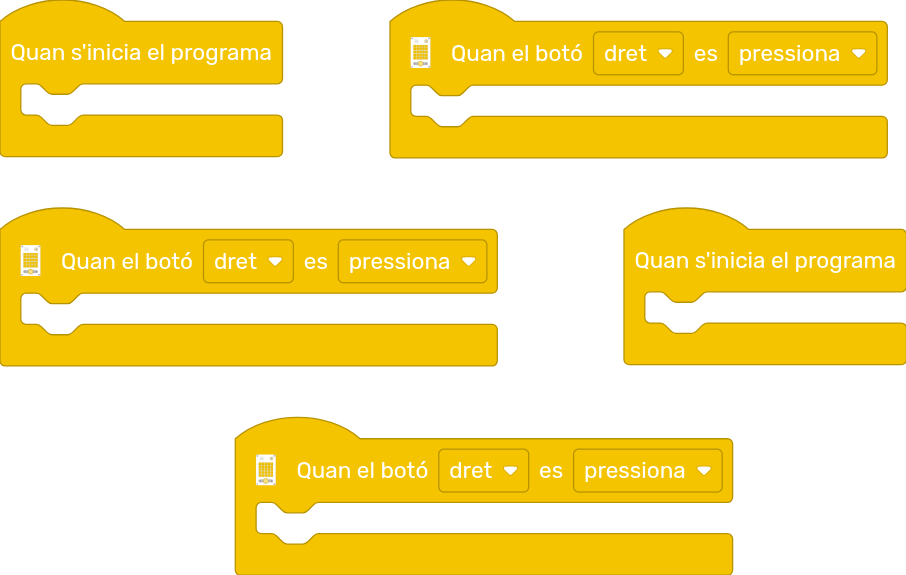 Quan s'inicia el programa
Quan el botó dret es pressiona
Quan el botó dret es pressiona
Quan s'inicia el programa
Quan el botó dret es pressiona